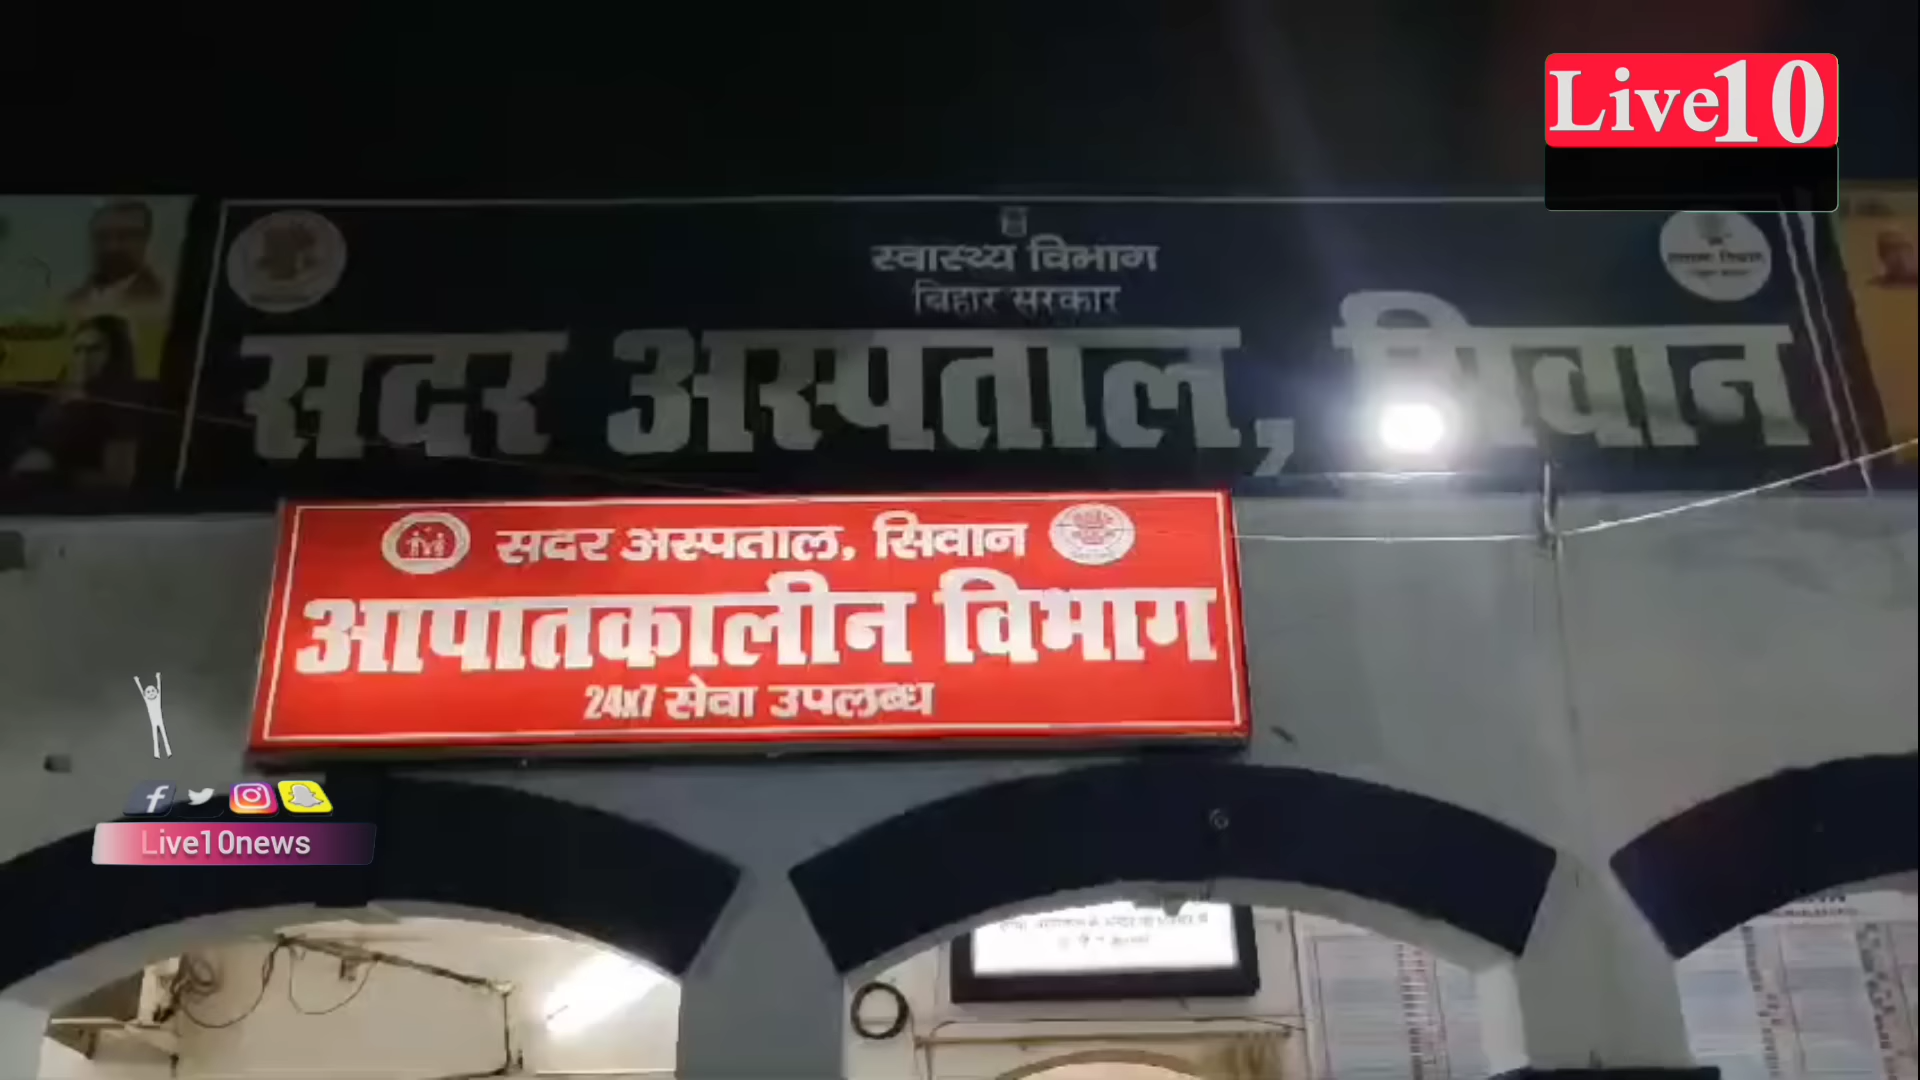 Live10
स्वास्थ्य विभाग
बिहार सरकार
सदर अस्पताल, सिवान
सदर अस्पताल, सिवान
आपातकालीन विभाग
24x7 सेवा उपलब्ध
Live10news